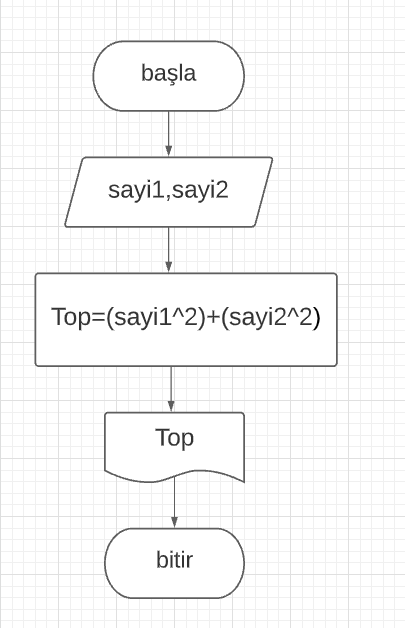 başla
sayi1,sayi2
Top=(sayi1^2)+(sayi2^2)
Top
bitir